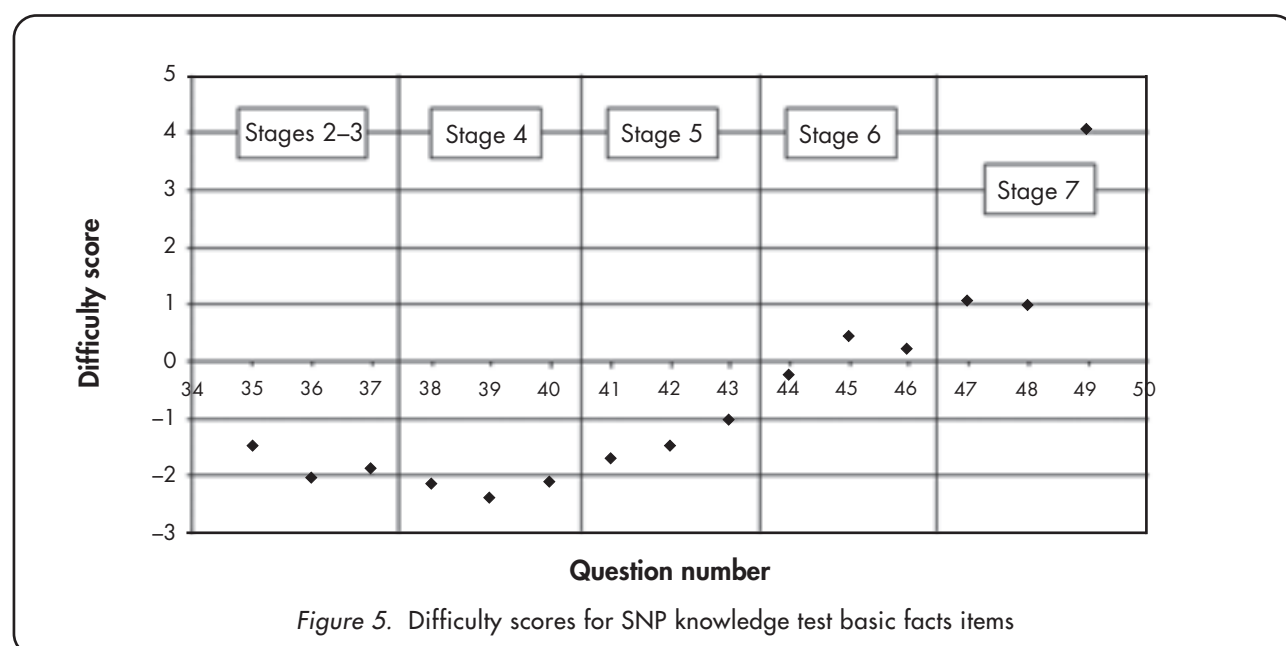 5
Stages 2–3
Stage 4
Stage 5
Stage 6
4
3
Stage 7
2
1
0
34 35 36 37 38 39 40 41 42 43 44 45 46 47 48 49 50
–1
–2
–3
Difficulty score
Question number
Figure 5. Difficulty scores for SNP knowledge test basic facts items